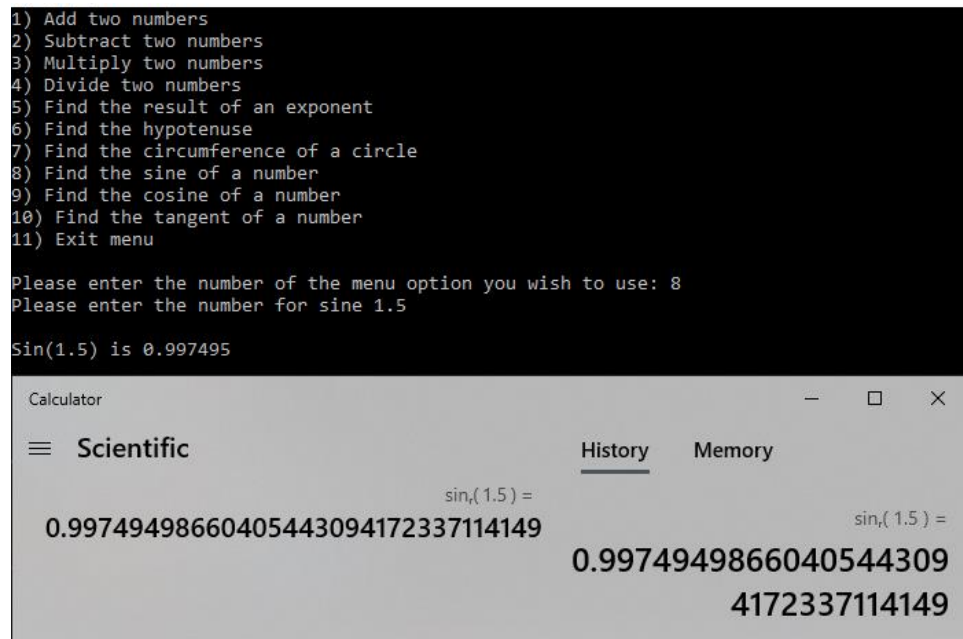 1) Add two numbers
2) Subtract two numbers
3) Multiply two numbers
4) Divide two numbers
5) Find the result of an exponent
6) Find the hypotenuse
7) Find the circumference of a circle
8) Find the sine of a number
9) Find the cosine of a number
10) Find the tangent of a number
11) Exit menu
Please enter the number of the menu option you wish to use: 8
Please enter the number for sine 1.5
Sin(1.5) is 0.997495
Calculator
Scientific
History Memory
sinᵣ( 1.5 ) =
0.99749498660405443094172337114149
sinᵣ( 1.5 ) =
0.9974949866040544309
4172337114149